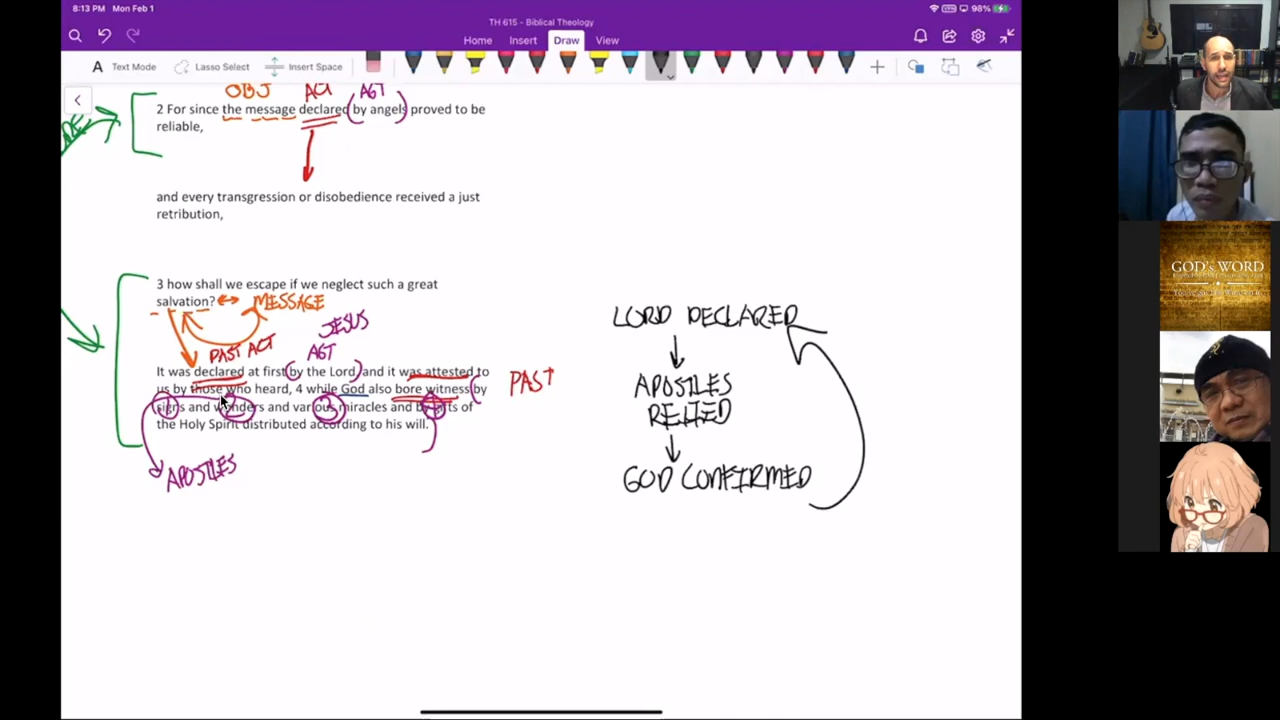 8:13 PM Mon Feb 1
98%
TH 615 - Biblical Theology
Home Insert Draw View
Text Mode Lasso Select Insert Space
OBJ ACT AGT
2 For since the message declared (by angels) proved to be
reliable,
and every transgression or disobedience received a just
retribution,
3 how shall we escape if we neglect such a great
salvation? ↔ MESSAGE
JESUS
PAST ACT AGT
It was declared at first (by the Lord) and it was attested to
us by those who heard, 4 while God also bore witness (by
signs and wonders and various miracles and by gifts of
the Holy Spirit distributed according to his will.
PAST
APOSTLES
LORD DECLARED
APOSTLES
GOD CONFIRMED
GOD's WORD